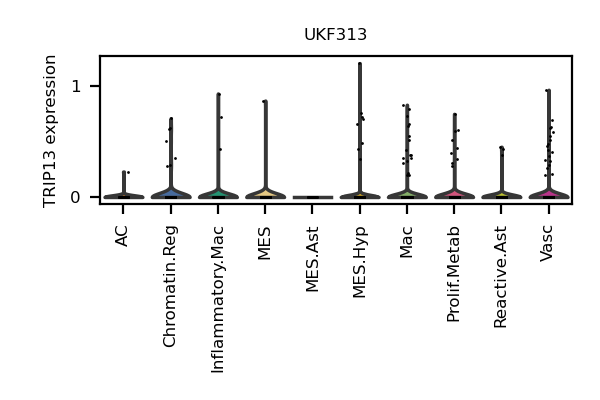 UKF313
TRIP13 expression
1
0
AC
Chromatin.Reg
Inflammatory.Mac
MES
MES.Ast
MES.Hyp
Mac
Prolif.Metab
Reactive.Ast
Vasc